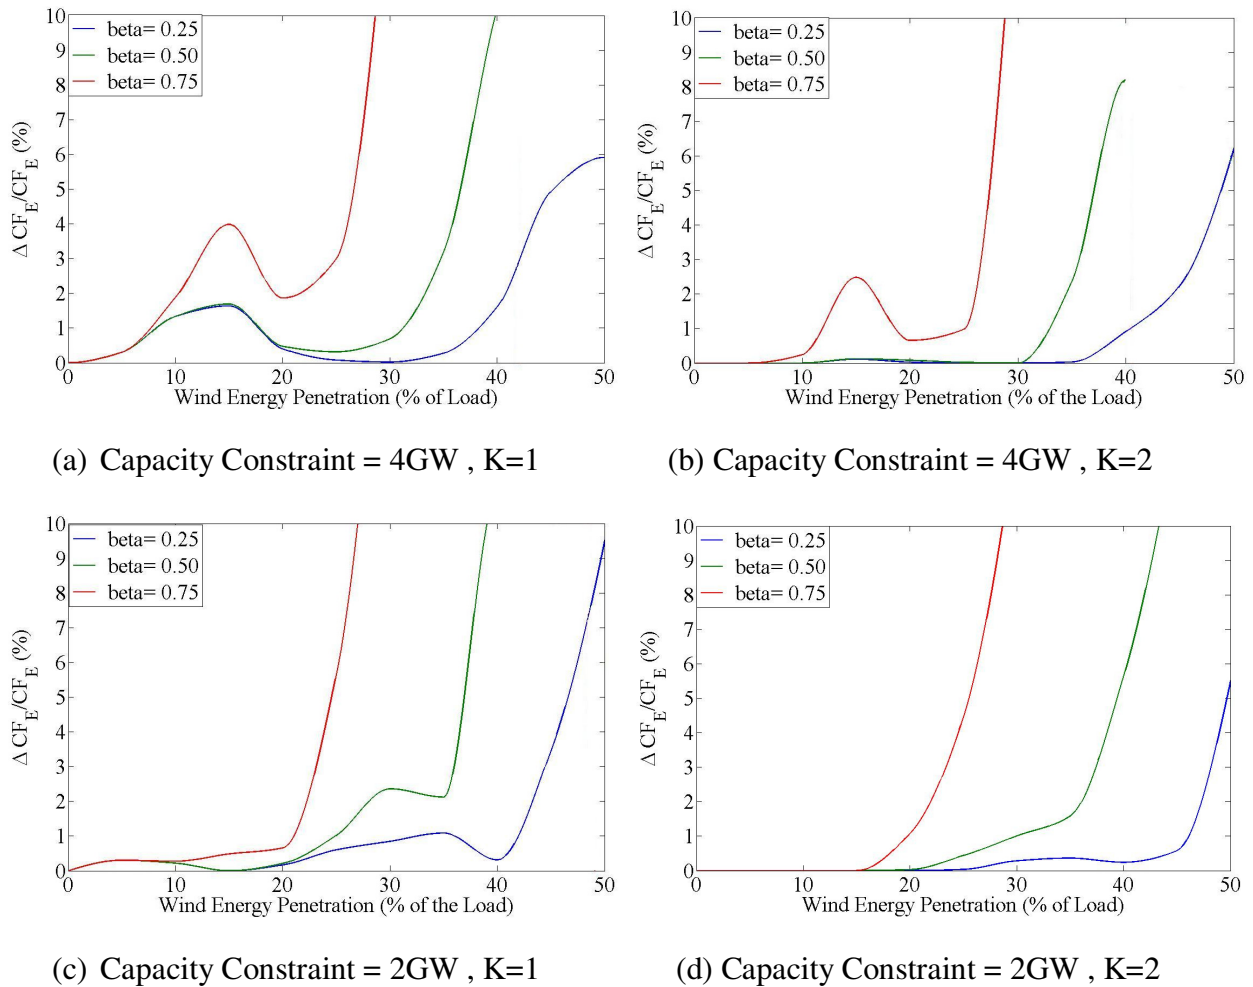 10
9
8
7
6
5
4
3
2
1
0
Δ CF_E/CF_E (%)
beta= 0.25
beta= 0.50
beta= 0.75
0 10 20 30 40 50
Wind Energy Penetration (% of Load)
(a) Capacity Constraint = 4GW , K=1
10
9
8
7
6
5
4
3
2
1
0
Δ CF_E/CF_E (%)
beta= 0.25
beta= 0.50
beta= 0.75
0 10 20 30 40 50
Wind Energy Penetration (% of the Load)
(b) Capacity Constraint = 4GW , K=2
10
9
8
7
6
5
4
3
2
1
0
Δ CF_E/CF_E (%)
beta= 0.25
beta= 0.50
beta= 0.75
0 10 20 30 40 50
Wind Energy Penetration (% of the Load)
(c) Capacity Constraint = 2GW , K=1
10
9
8
7
6
5
4
3
2
1
0
Δ CF_E/CF_E (%)
beta= 0.25
beta= 0.50
beta= 0.75
0 10 20 30 40 50
Wind Energy Penetration (% of Load)
(d) Capacity Constraint = 2GW , K=2